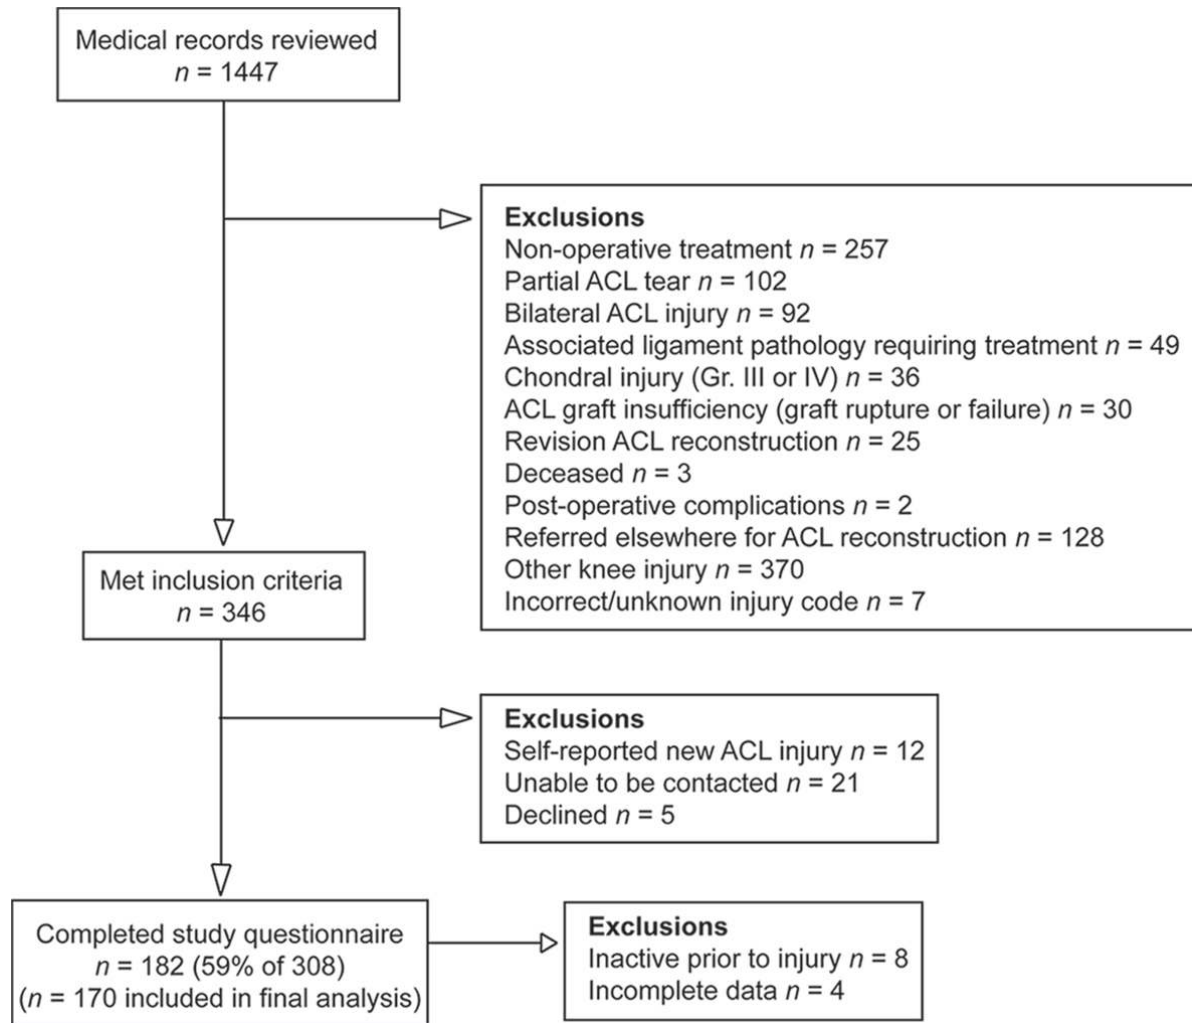 Medical records reviewed
n = 1447
Exclusions
Non-operative treatment n = 257
Partial ACL tear n = 102
Bilateral ACL injury n = 92
Associated ligament pathology requiring treatment n = 49
Chondral injury (Gr. III or IV) n = 36
ACL graft insufficiency (graft rupture or failure) n = 30
Revision ACL reconstruction n = 25
Deceased n = 3
Post-operative complications n = 2
Referred elsewhere for ACL reconstruction n = 128
Other knee injury n = 370
Incorrect/unknown injury code n = 7
Met inclusion criteria
n = 346
Exclusions
Self-reported new ACL injury n = 12
Unable to be contacted n = 21
Declined n = 5
Completed study questionnaire
n = 182 (59% of 308)
(n = 170 included in final analysis)
Exclusions
Inactive prior to injury n = 8
Incomplete data n = 4